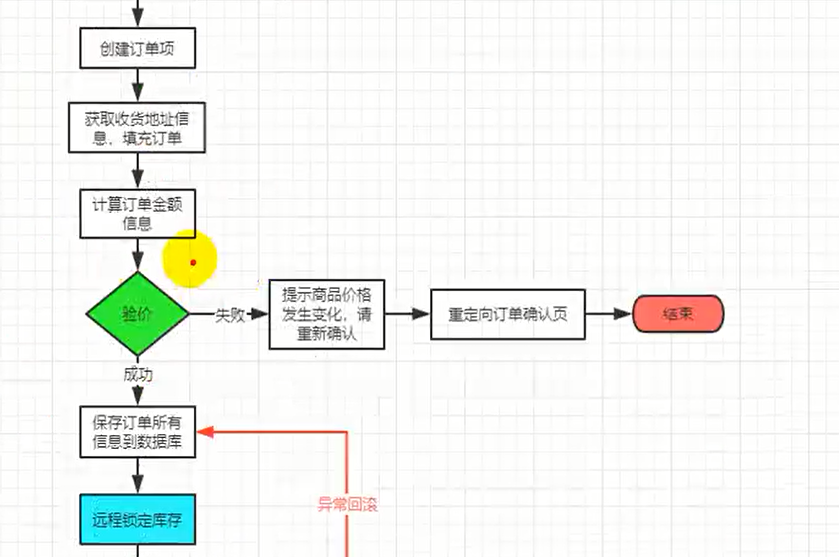 创建订单项
获取收货地址信
息，填充订单
计算订单金额
信息
验价
失败
提示商品价格
发生变化，请
重新确认
重定向订单确认页
结束
成功
保存订单所有
信息到数据库
异常回滚
远程锁定库存